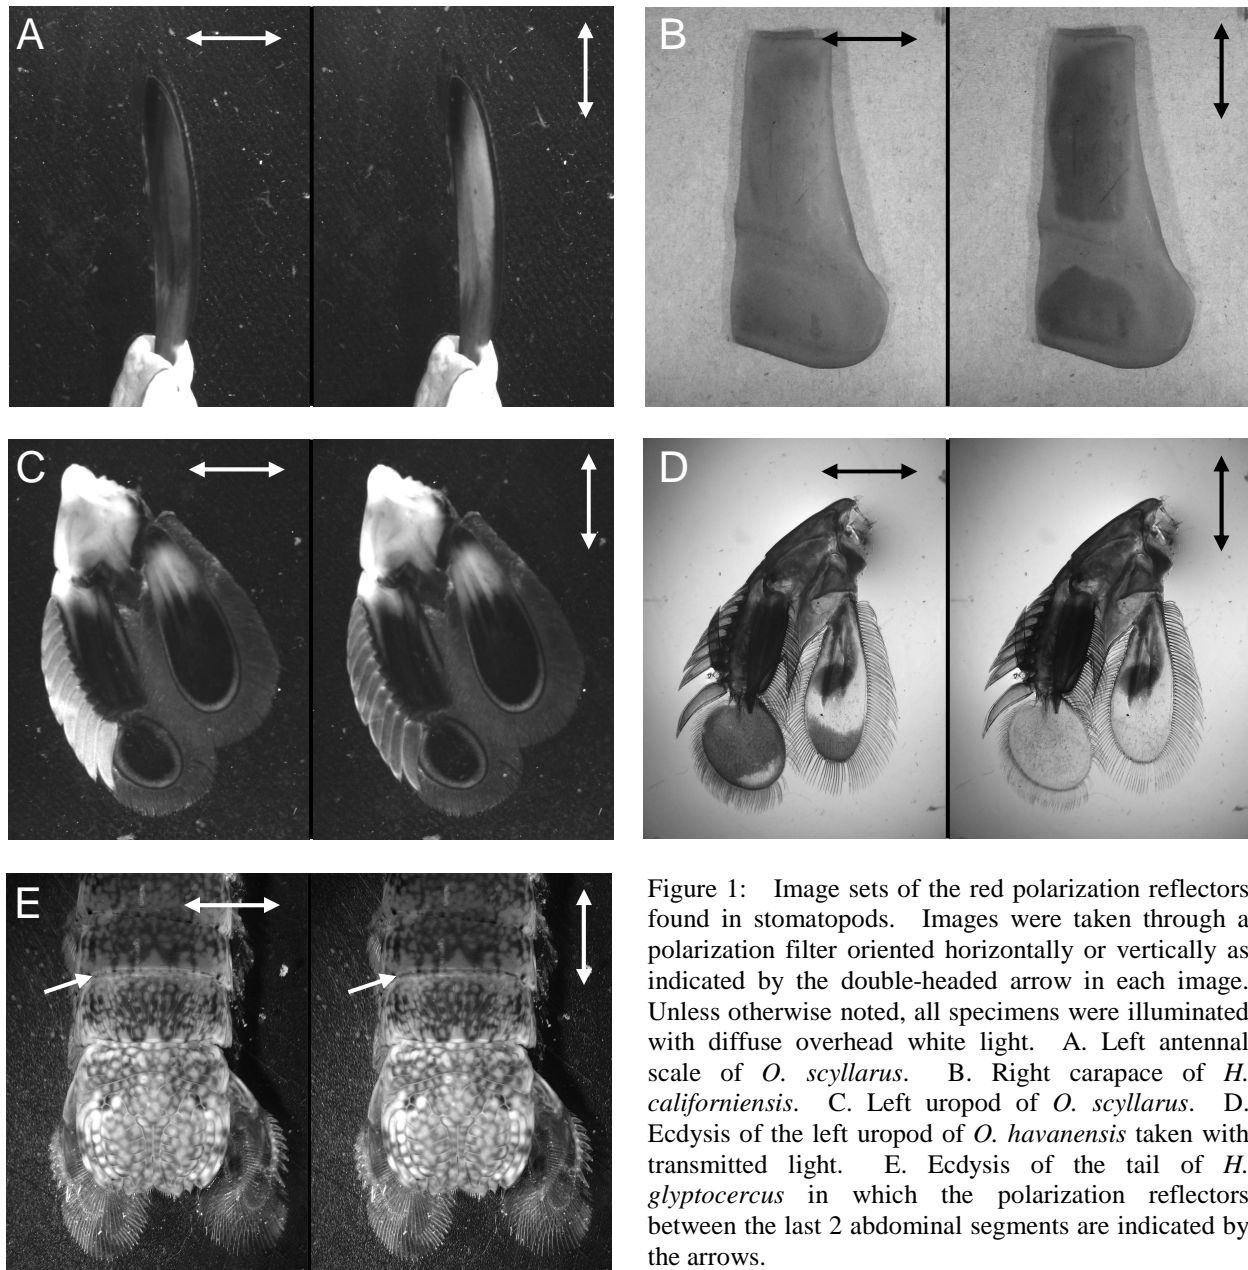 A
B
C
D
E
Figure 1: Image sets of the red polarization reflectors
found in stomatopods. Images were taken through a
polarization filter oriented horizontally or vertically as
indicated by the double-headed arrow in each image.
Unless otherwise noted, all specimens were illuminated
with diffuse overhead white light. A. Left antennal
scale of O. scyllarus. B. Right carapace of H.
californiensis. C. Left uropod of O. scyllarus. D.
Ecdysis of the left uropod of O. havanensis taken with
transmitted light. E. Ecdysis of the tail of H.
glyptocercus in which the polarization reflectors
between the last 2 abdominal segments are indicated by
the arrows.